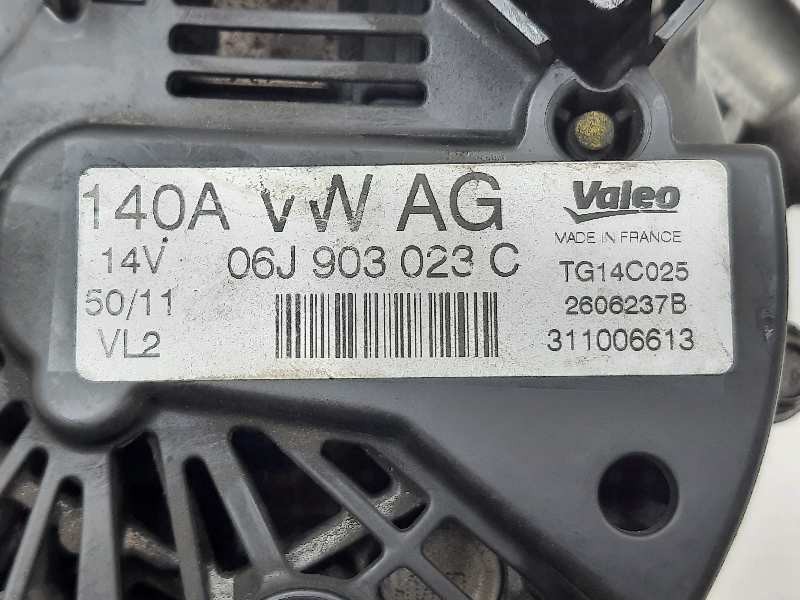 140A VW AG
14V 06J 903 023 C
50/11
VL2
Valeo
MADE IN FRANCE
TG14C025
2606237B
311006613